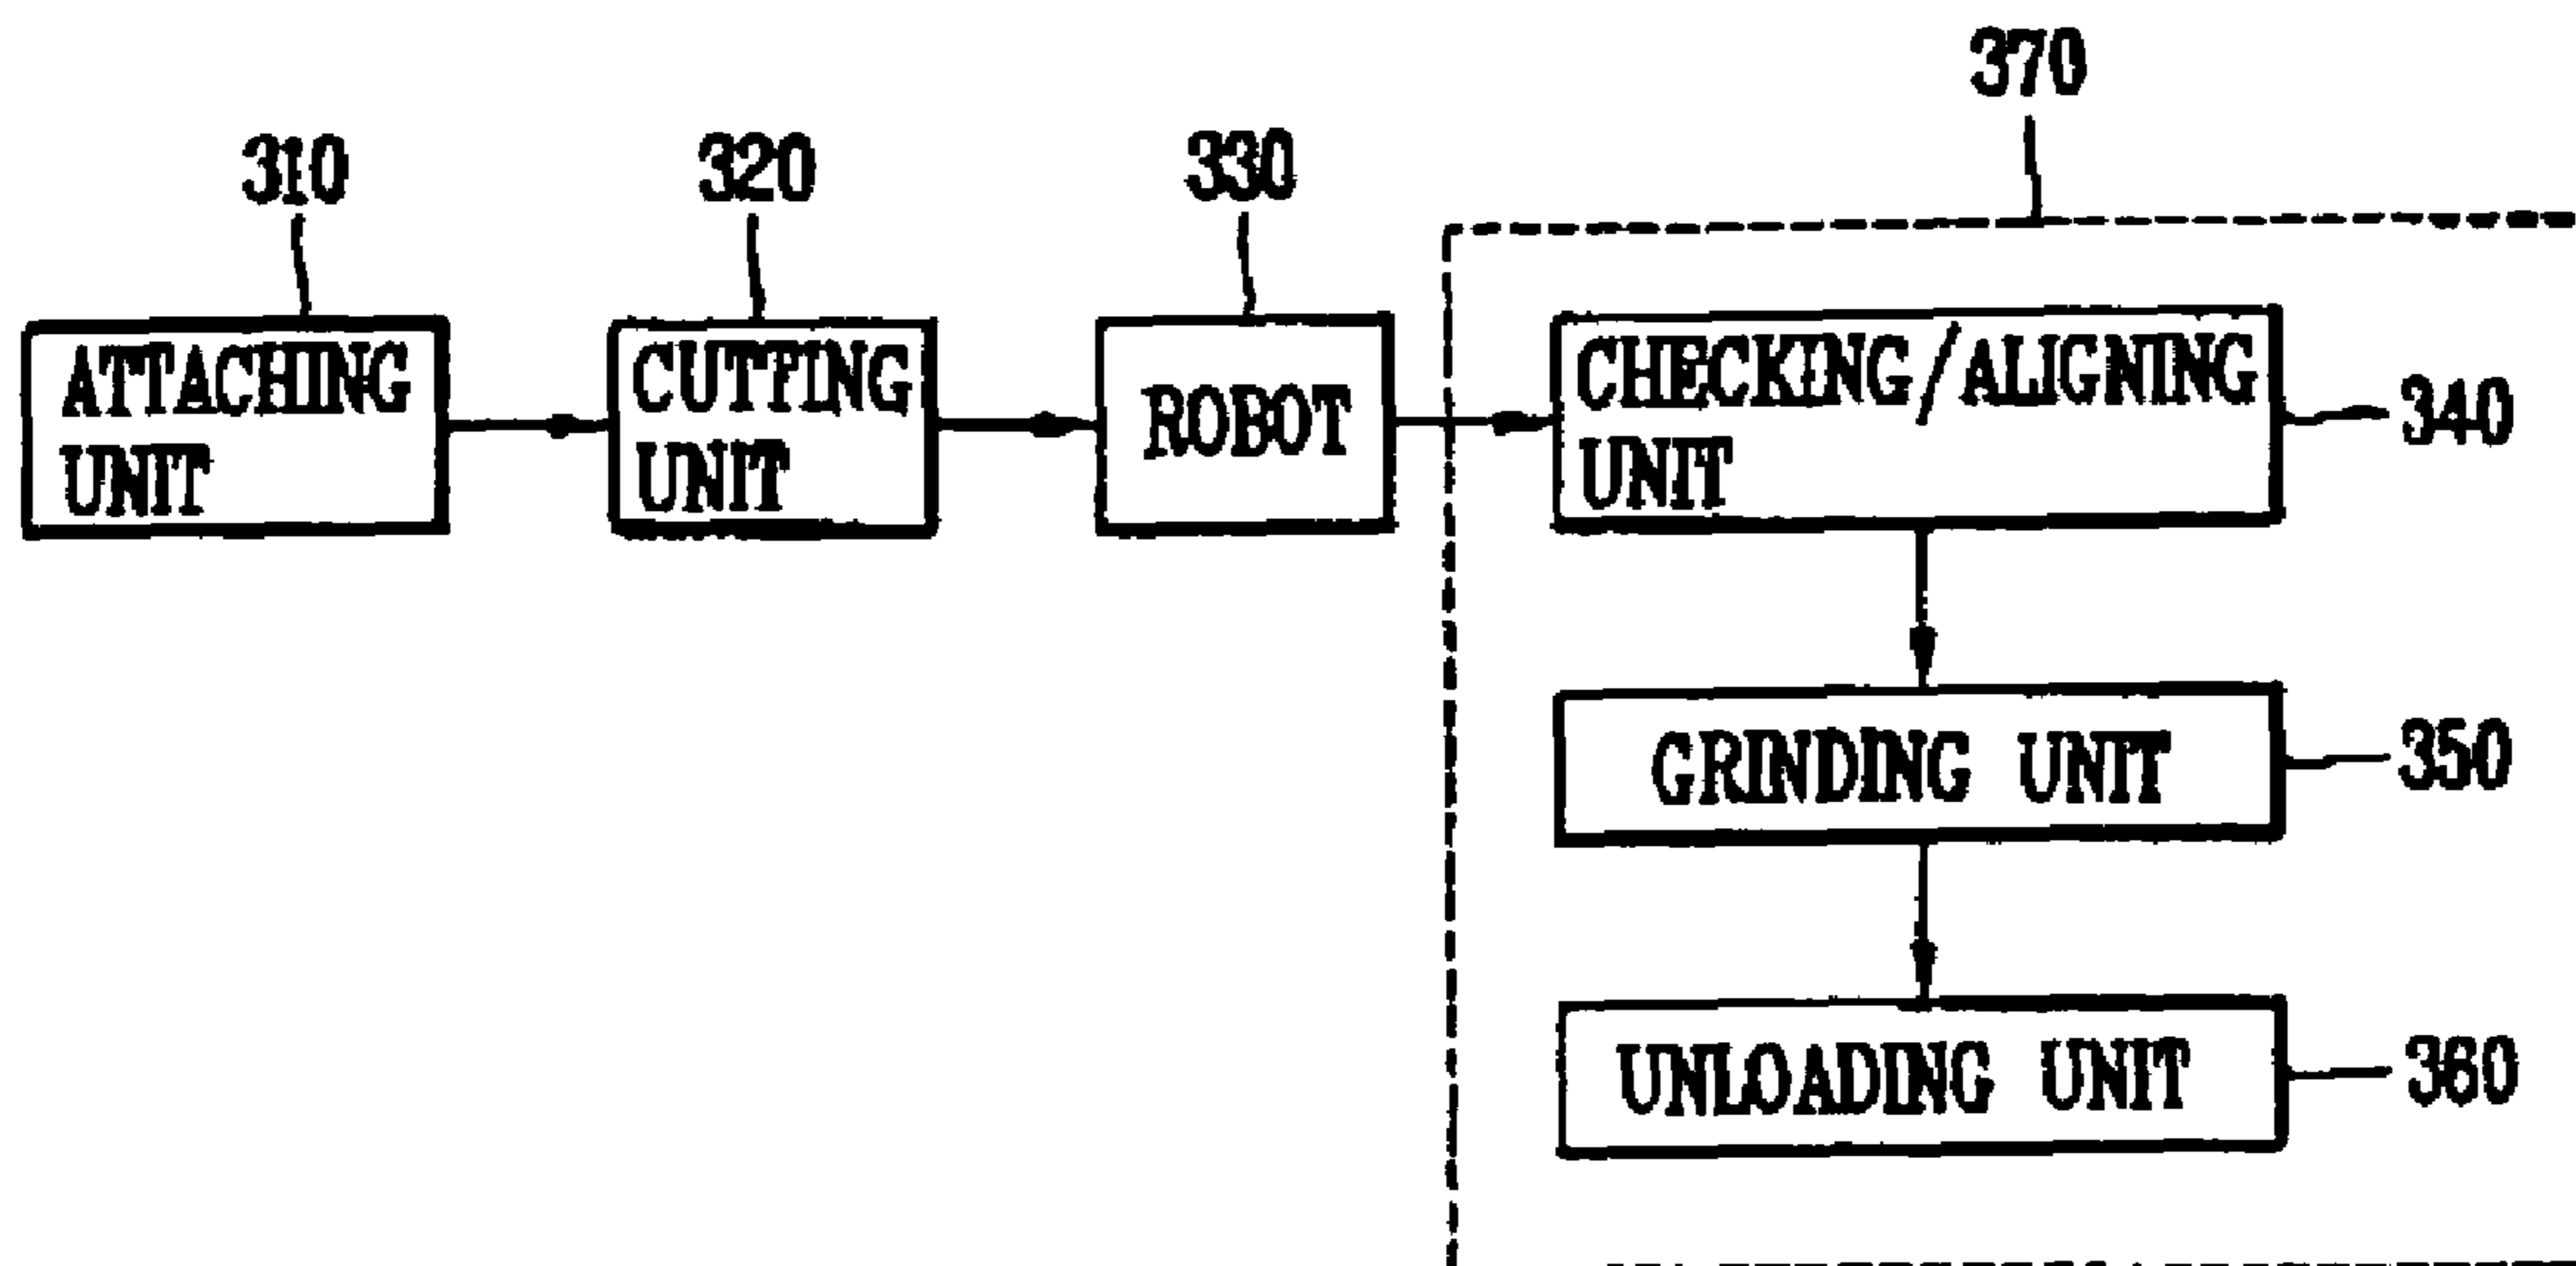 370
310
320
330
ATTACHING
UNIT
CUTTING
UNIT
ROBOT
CHECKING/ALIGNING
UNIT
340
GRINDING UNIT
350
UNLOADING UNIT
360